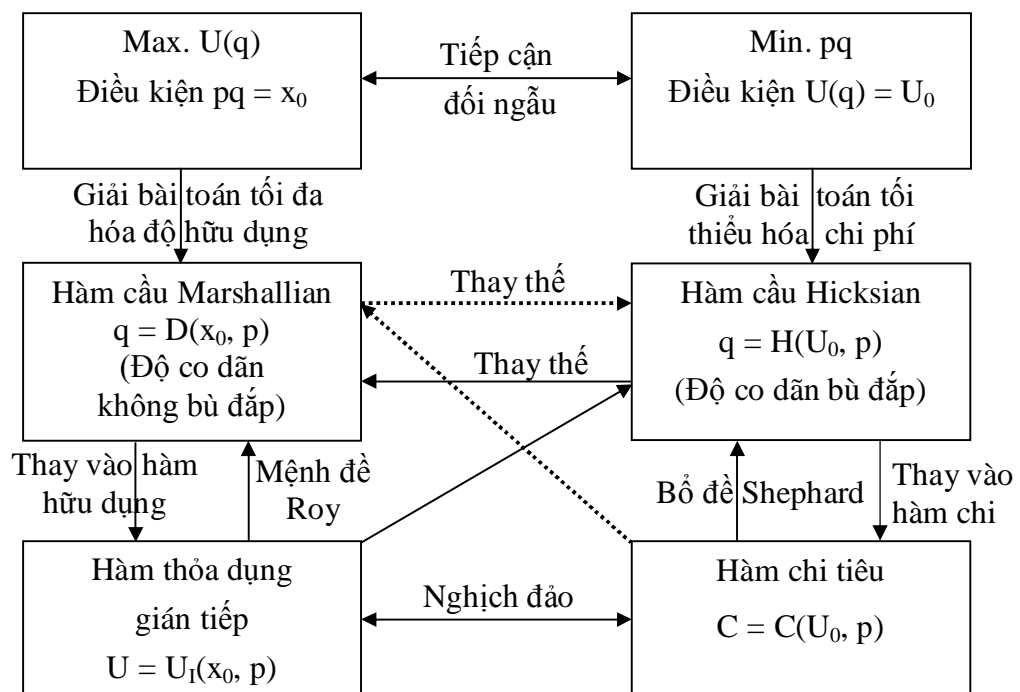 Max. U(q)
Điều kiện pq = x₀
Tiếp cận
đối ngẫu
Min. pq
Điều kiện U(q) = U₀
Giải bài toán tối đa
hóa độ hữu dụng
Giải bài toán tối
thiểu hóa chi phí
Hàm cầu Marshallian
q = D(x₀, p)
(Độ co dãn
không bù đắp)
Thay thế
Thay thế
Hàm cầu Hicksian
q = H(U₀, p)
(Độ co dãn bù đắp)
Thay vào hàm
hữu dụng
Mệnh đề
Roy
Bổ đề Shephard
Thay vào
hàm chi
Hàm thỏa dụng
gián tiếp
U = U_I(x₀, p)
Nghịch đảo
Hàm chi tiêu
C = C(U₀, p)